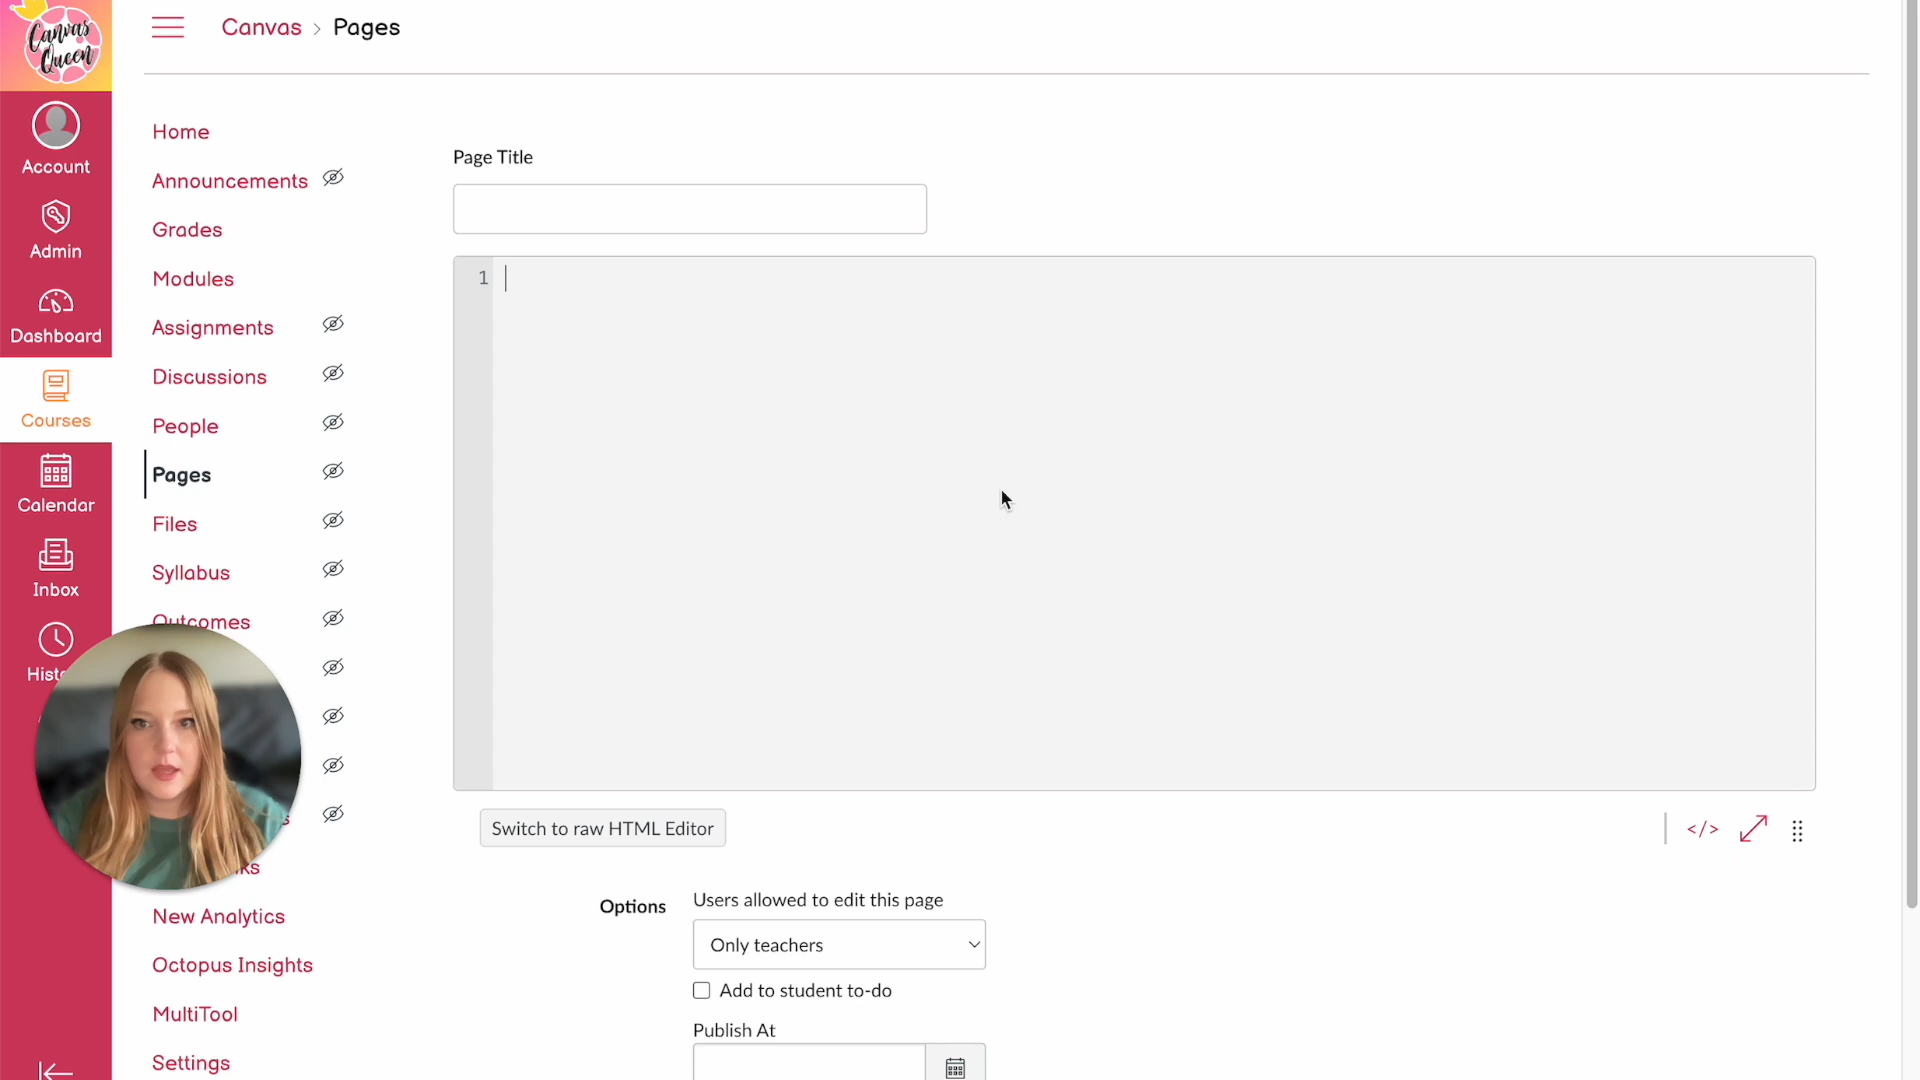 Canvas
Queen
Canvas > Pages
Account
Admin
Dashboard
Courses
Calendar
Inbox
Home
Announcements
Grades
Modules
Assignments
Discussions
People
Pages
Files
Syllabus
Outcomes
New Analytics
Octopus Insights
MultiTool
Settings
Page Title
1
Switch to raw HTML Editor
</>
Options
Users allowed to edit this page
Only teachers
Add to student to-do
Publish At